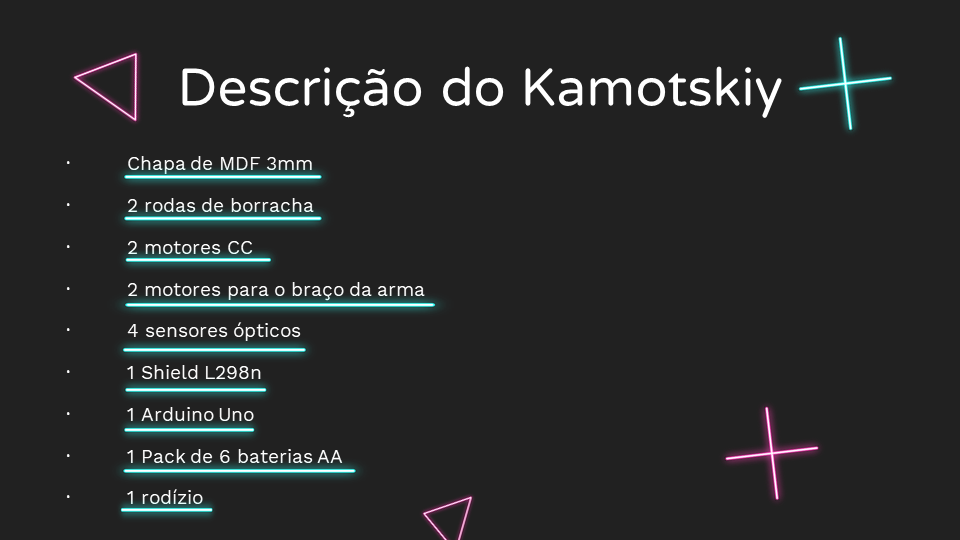 Descrição do Kamotskiy
· Chapa de MDF 3mm
· 2 rodas de borracha
· 2 motores CC
· 2 motores para o braço da arma
· 4 sensores ópticos
· 1 Shield L298n
· 1 Arduino Uno
· 1 Pack de 6 baterias AA
· 1 rodízio